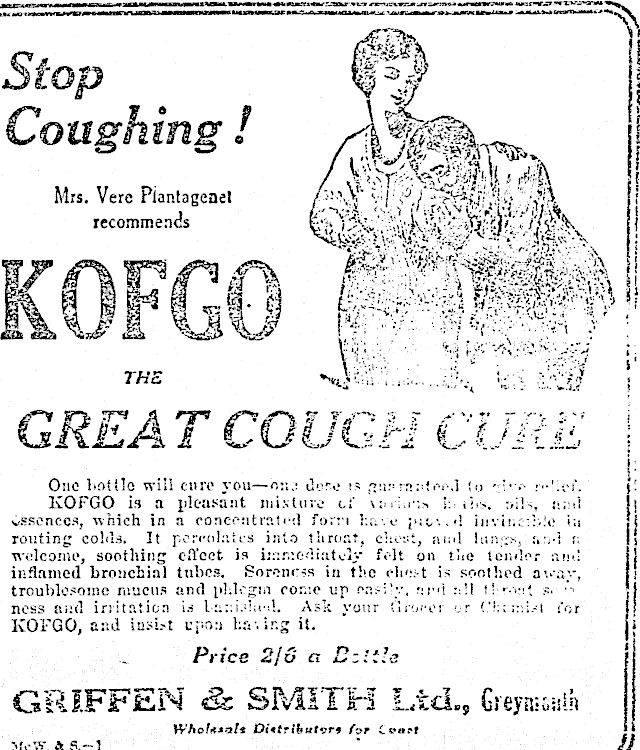 Stop
Coughing !
Mrs. Vere Plantagenet
recommends
KOFGO
THE
GREAT COUGH CURE
One bottle will cure you—one dose is guaranteed to give relief.
KOFGO is a pleasant mixture of various herbs, oils, and
essences, which in a concentrated form have proved invincible in
routing colds. It percolates into throat, chest, and lungs, and a
welcome, soothing effect is immediately felt on the tender and
inflamed bronchial tubes. Soreness in the chest is soothed away,
troublesome mucus and phlegm come up easily, and all throat sore-
ness and irritation is banished. Ask your Grocer or Chemist for
KOFGO, and insist upon having it.
Price 2/6 a Bottle
GRIFFEN & SMITH Ltd., Greymouth
Wholesale Distributors for Coast
McW. & S.—1